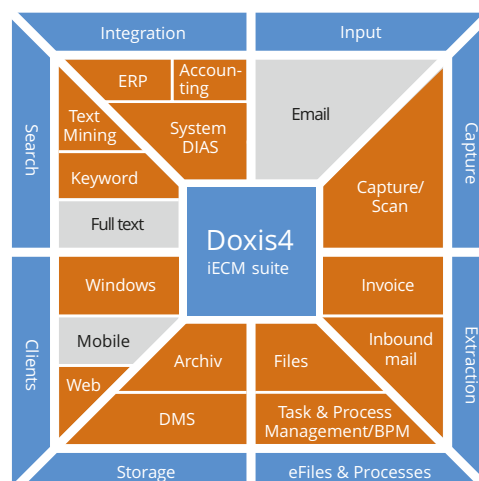 Integration
Input
ERP
Accoun-
ting
Text
Mining
System
DIAS
Email
Search
Capture
Keyword
Capture/
Scan
Full text
Doxis4
iECM suite
Windows
Invoice
Mobile
Inbound
mail
Clients
Extraction
Web
Archiv
Files
DMS
Task & Process
Management/BPM
Storage
eFiles & Processes